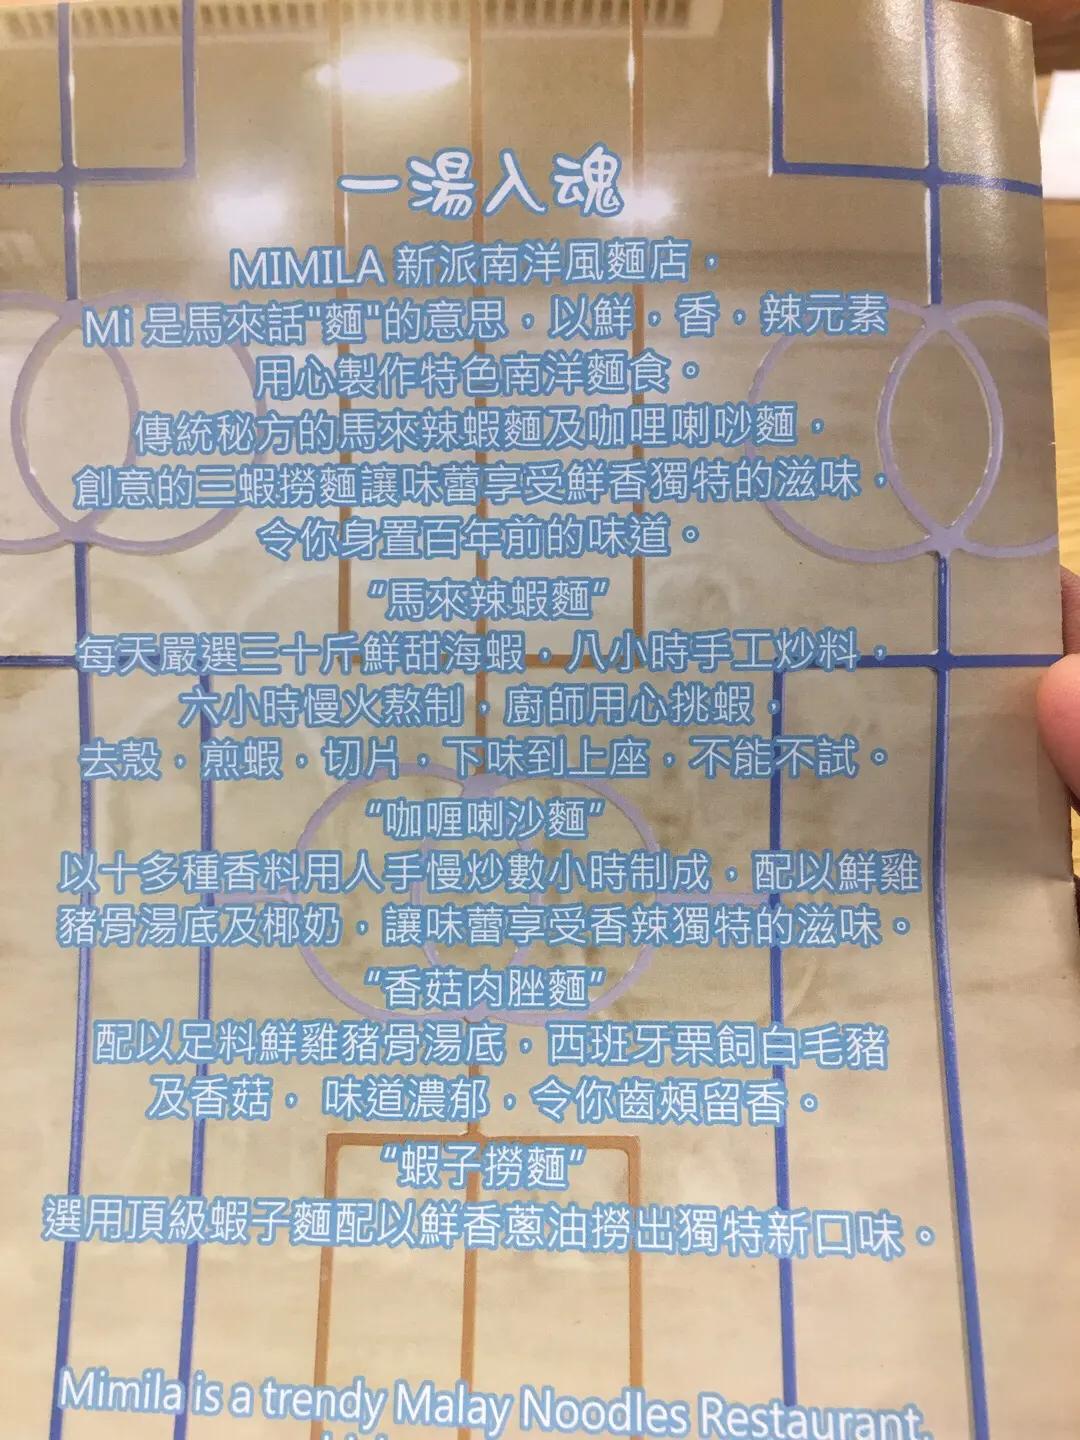 一湯入魂
MIMILA 新派南洋風麵店，
Mi 是馬來話"麵"的意思，以鮮，香，辣元素
用心製作特色南洋麵食。
傳統秘方的馬來辣蝦麵及咖哩喇吵麵，
創意的三蝦撈麵讓味蕾享受鮮香獨特的滋味，
令你身置百年前的味道。
“馬來辣蝦麵”
每天嚴選三十斤鮮甜海蝦，八小時手工炒料，
六小時慢火熬制，廚師用心挑蝦，
去殼，煎蝦，切片，下味到上座，不能不試。
“咖喱喇沙麵”
以十多種香料用人手慢炒數小時制成，配以鮮雞
豬骨湯底及椰奶，讓味蕾享受香辣獨特的滋味。
“香菇肉脞麵”
配以足料鮮雞豬骨湯底，西班牙栗飼白毛豬
及香菇， 味道濃郁，令你齒頰留香。
“蝦子撈麵”
選用頂級蝦子麵配以鮮香蔥油撈出獨特新口味。
Mimila is a trendy Malay Noodles Restaurant.